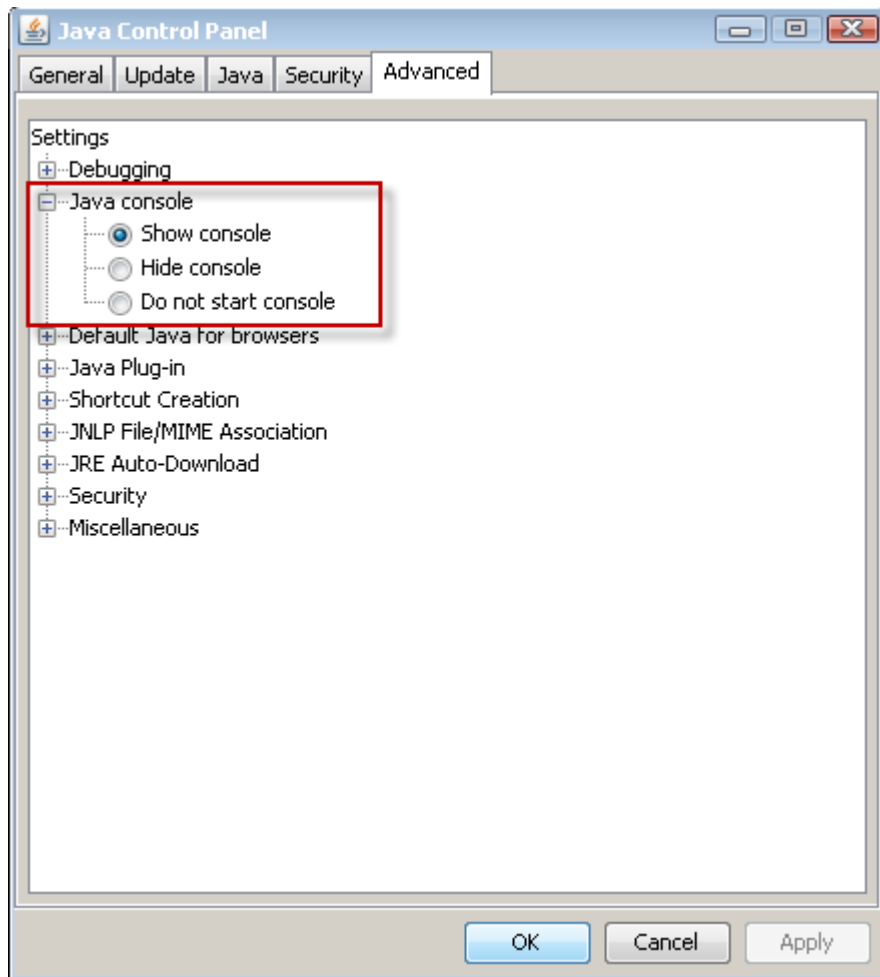 Java Control Panel
General Update Java Security Advanced
Settings
Debugging
Java console
Show console
Hide console
Do not start console
Default Java for browsers
Java Plug-in
Shortcut Creation
JNLP File/MIME Association
JRE Auto-Download
Security
Miscellaneous
OK Cancel Apply